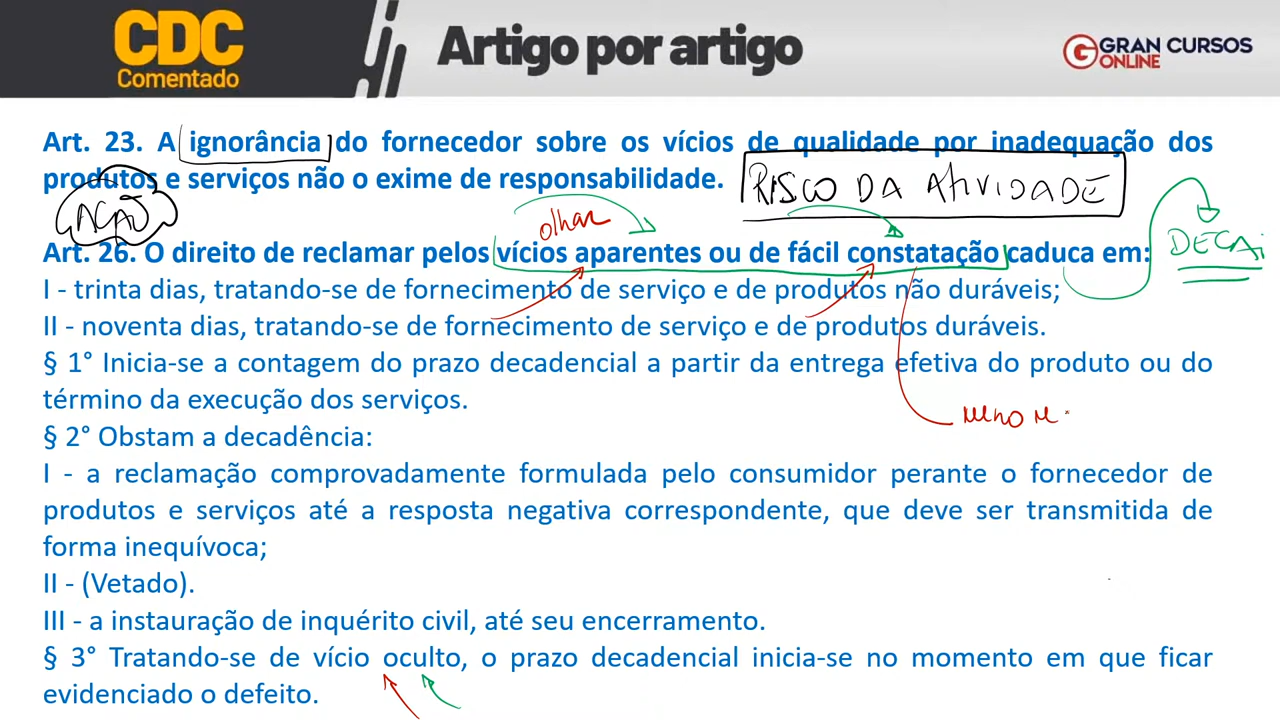 CDC
Comentado
Artigo por artigo
GRAN CURSOS
ONLINE
Art. 23. A ignorância do fornecedor sobre os vícios de qualidade por inadequação dos
produtos e serviços não o exime de responsabilidade.
RISCO DA ATIVIDADE
AÇÃO
olhar
DECAI
Art. 26. O direito de reclamar pelos vícios aparentes ou de fácil constatação caduca em:
I - trinta dias, tratando-se de fornecimento de serviço e de produtos não duráveis;
II - noventa dias, tratando-se de fornecimento de serviço e de produtos duráveis.
§ 1° Inicia-se a contagem do prazo decadencial a partir da entrega efetiva do produto ou do
término da execução dos serviços.
§ 2° Obstam a decadência:
I - a reclamação comprovadamente formulada pelo consumidor perante o fornecedor de
produtos e serviços até a resposta negativa correspondente, que deve ser transmitida de
forma inequívoca;
II - (Vetado).
III - a instauração de inquérito civil, até seu encerramento.
§ 3° Tratando-se de vício oculto, o prazo decadencial inicia-se no momento em que ficar
evidenciado o defeito.